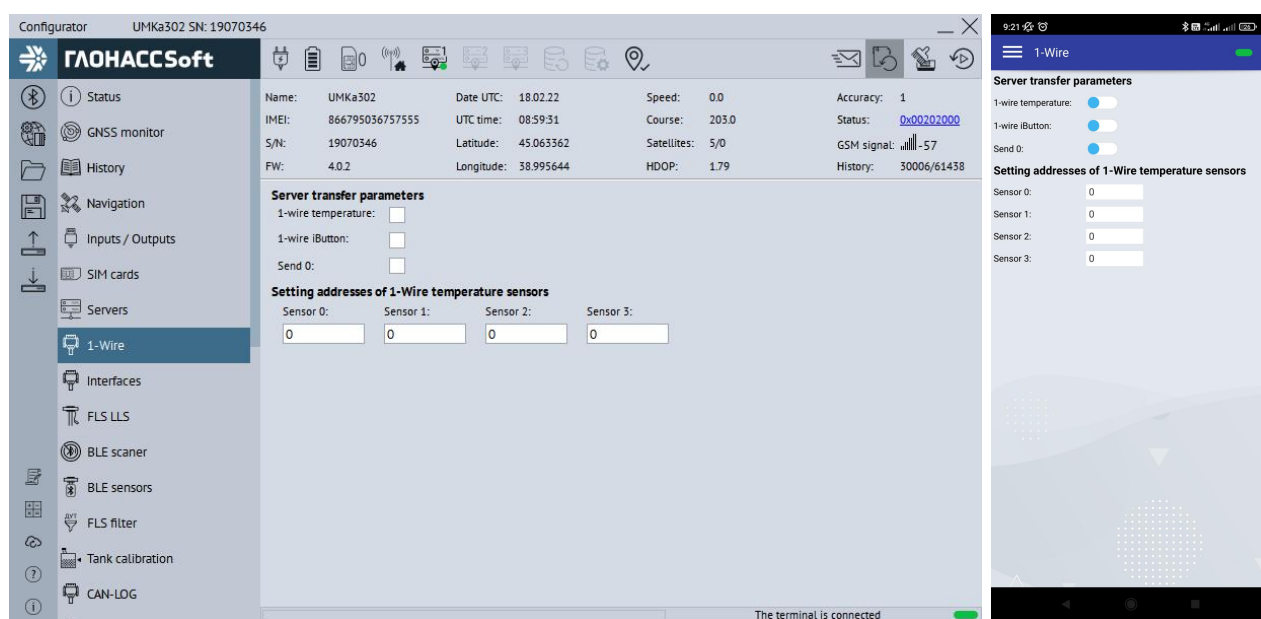 Configurator UMKa302 SN: 19070346
ГЛОНАССSoft
0
Status
GNSS monitor
History
Navigation
Inputs / Outputs
SIM cards
Servers
1-Wire
Interfaces
FLS LLS
BLE scaner
BLE sensors
FLS filter
Tank calibration
CAN-LOG
Name: UMKa302 Date UTC: 18.02.22 Speed: 0.0 Accuracy: 1
IMEI: 866795036757555 UTC time: 08:59:31 Course: 203.0 Status: 0x00202000
S/N: 19070346 Latitude: 45.063362 Satellites: 5/0 GSM signal: -57
FW: 4.0.2 Longitude: 38.995644 HDOP: 1.79 History: 30006/61438
Server transfer parameters
1-wire temperature:
1-wire iButton:
Send 0:
Setting addresses of 1-Wire temperature sensors
Sensor 0: Sensor 1: Sensor 2: Sensor 3:
0 0 0 0
The terminal is connected
9:21
1-Wire
Server transfer parameters
1-wire temperature:
1-wire iButton:
Send 0:
Setting addresses of 1-Wire temperature sensors
Sensor 0: 0
Sensor 1: 0
Sensor 2: 0
Sensor 3: 0